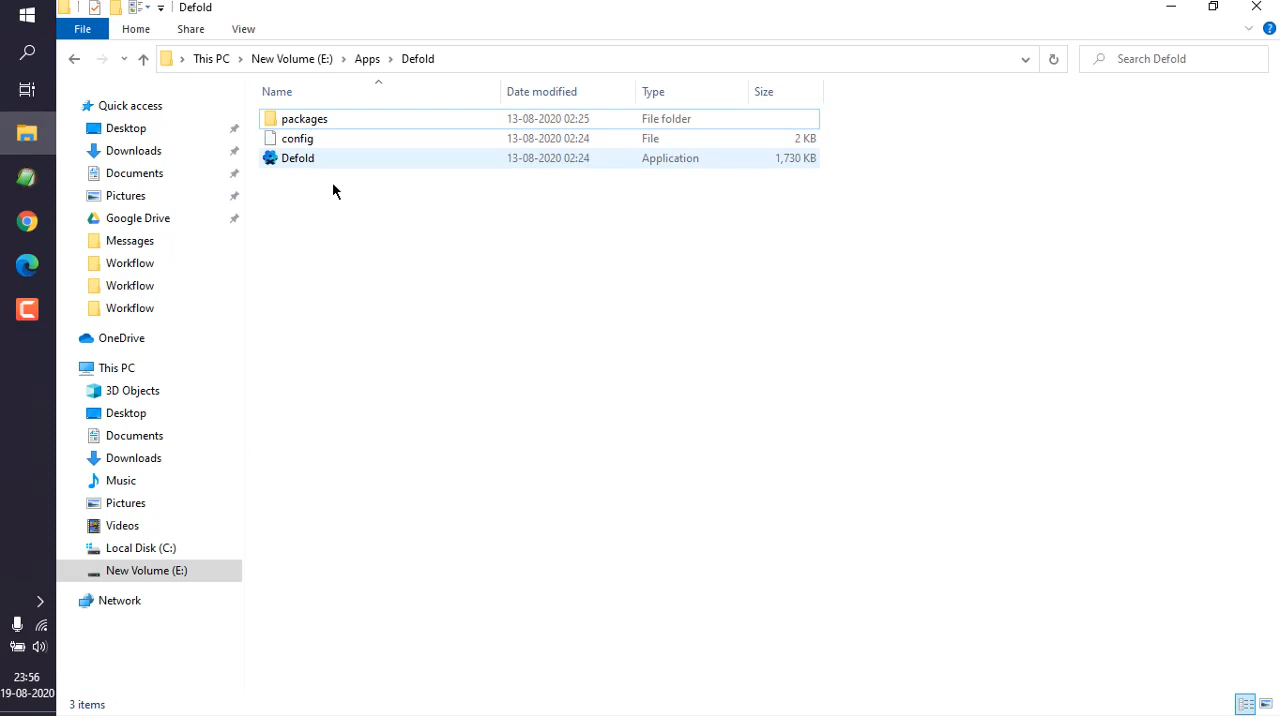 Defold
File Home Share View
This PC New Volume (E:) Apps Defold Search Defold
Name Date modified Type Size
packages 13-08-2020 02:25 File folder
config 13-08-2020 02:24 File 2 KB
Defold 13-08-2020 02:24 Application 1,730 KB
Quick access
Desktop
Downloads
Documents
Pictures
Google Drive
Messages
Workflow
Workflow
Workflow
OneDrive
This PC
3D Objects
Desktop
Documents
Downloads
Music
Pictures
Videos
Local Disk (C:)
New Volume (E:)
Network
23:56
19-08-2020
3 items